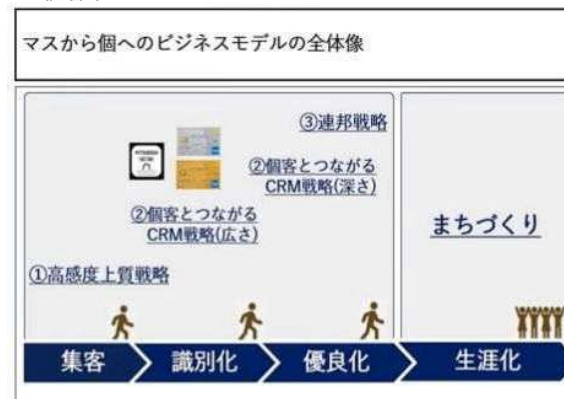 マスから個へのビジネスモデルの全体像
③連邦戦略
②個客とつながる
CRM戦略(深さ)
②個客とつながる
CRM戦略(広さ)
①高感度上質戦略
まちづくり
集客
識別化
優良化
生涯化